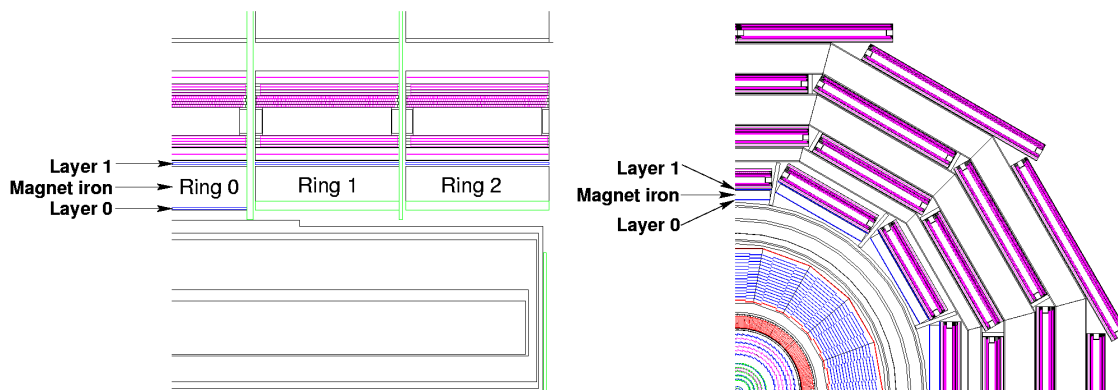 Layer 1
Magnet iron
Layer 0
Ring 0
Ring 1
Ring 2
Layer 1
Magnet iron
Layer 0